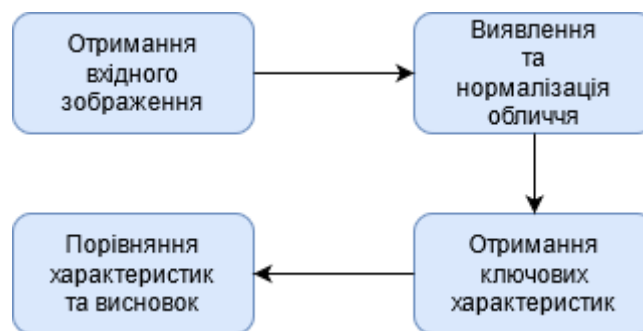 Отримання
вхідного
зображення
Виявлення
та
нормалізація
обличчя
Отримання
ключових
характеристик
Порівняння
характеристик
та висновок